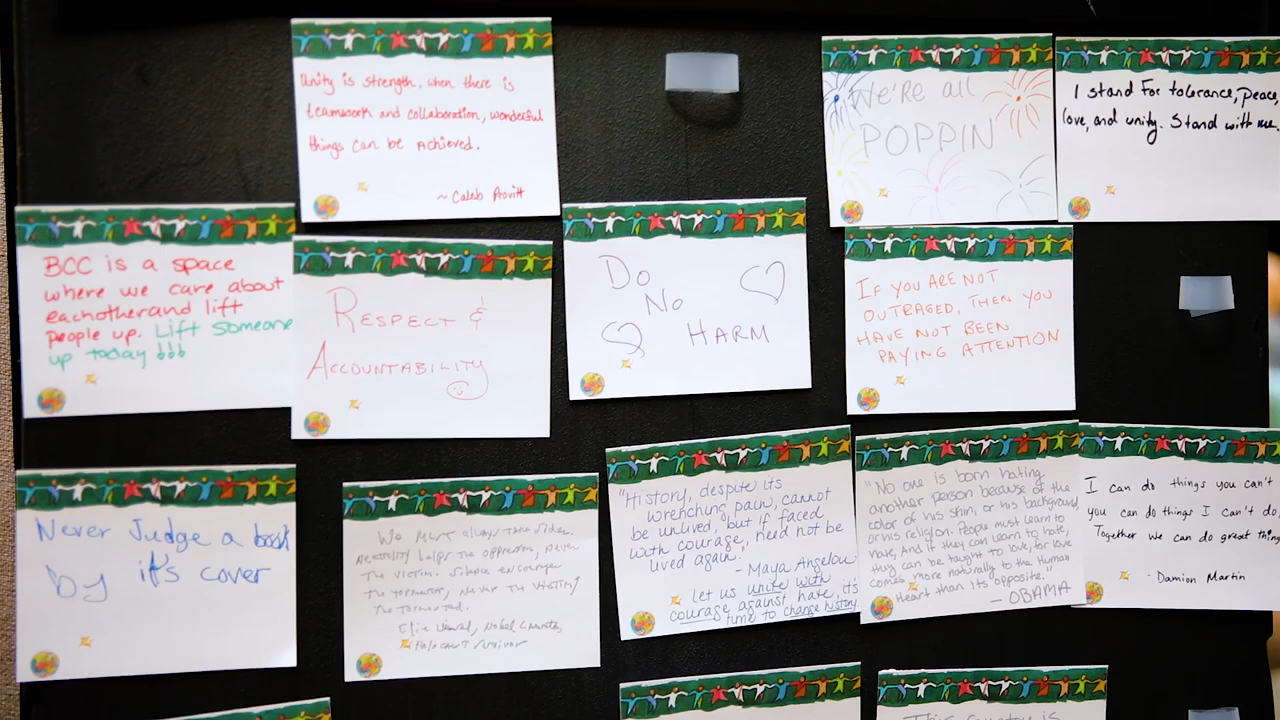 Unity is strength, when there is
teamwork and collaboration, wonderful
things can be achieved.
~ Caleb Provitt
We're all
POPPIN
I stand For tolerance, peace
love, and unity. Stand with me.
BCC is a space
where we care about
eachother and lift
people up. Lift someone
up today !!!
RESPECT &
ACCOUNTABILITY
DO
NO
HARM
IF YOU ARE NOT
OUTRAGED, THEN YOU
HAVE NOT BEEN
PAYING ATTENTION
Never Judge a book
by it's cover
We must always take sides.
Neutrality helps the oppressor, never
the victim. Silence encourages
the tormentor, never the victim
the tormented.
Elie Wiesel, Nobel Laureate,
Holocaust survivor
"History, despite its
wrenching pain, cannot
be unlived, but if faced
with courage, need not be
lived again."
- Maya Angelou
let us unite with
courage against hate, it's
time to change history.
"No one is born hating
another person because of the
color of his skin, or his background,
or his religion. People must learn to
hate, And if they can learn to hate,
they can be taught to love, for love
comes more naturally to the Human
Heart than its opposite."
- OBAMA
I can do things you can't
you can do things I can't do,
Together we can do great thing
- Damion Martin
This country is